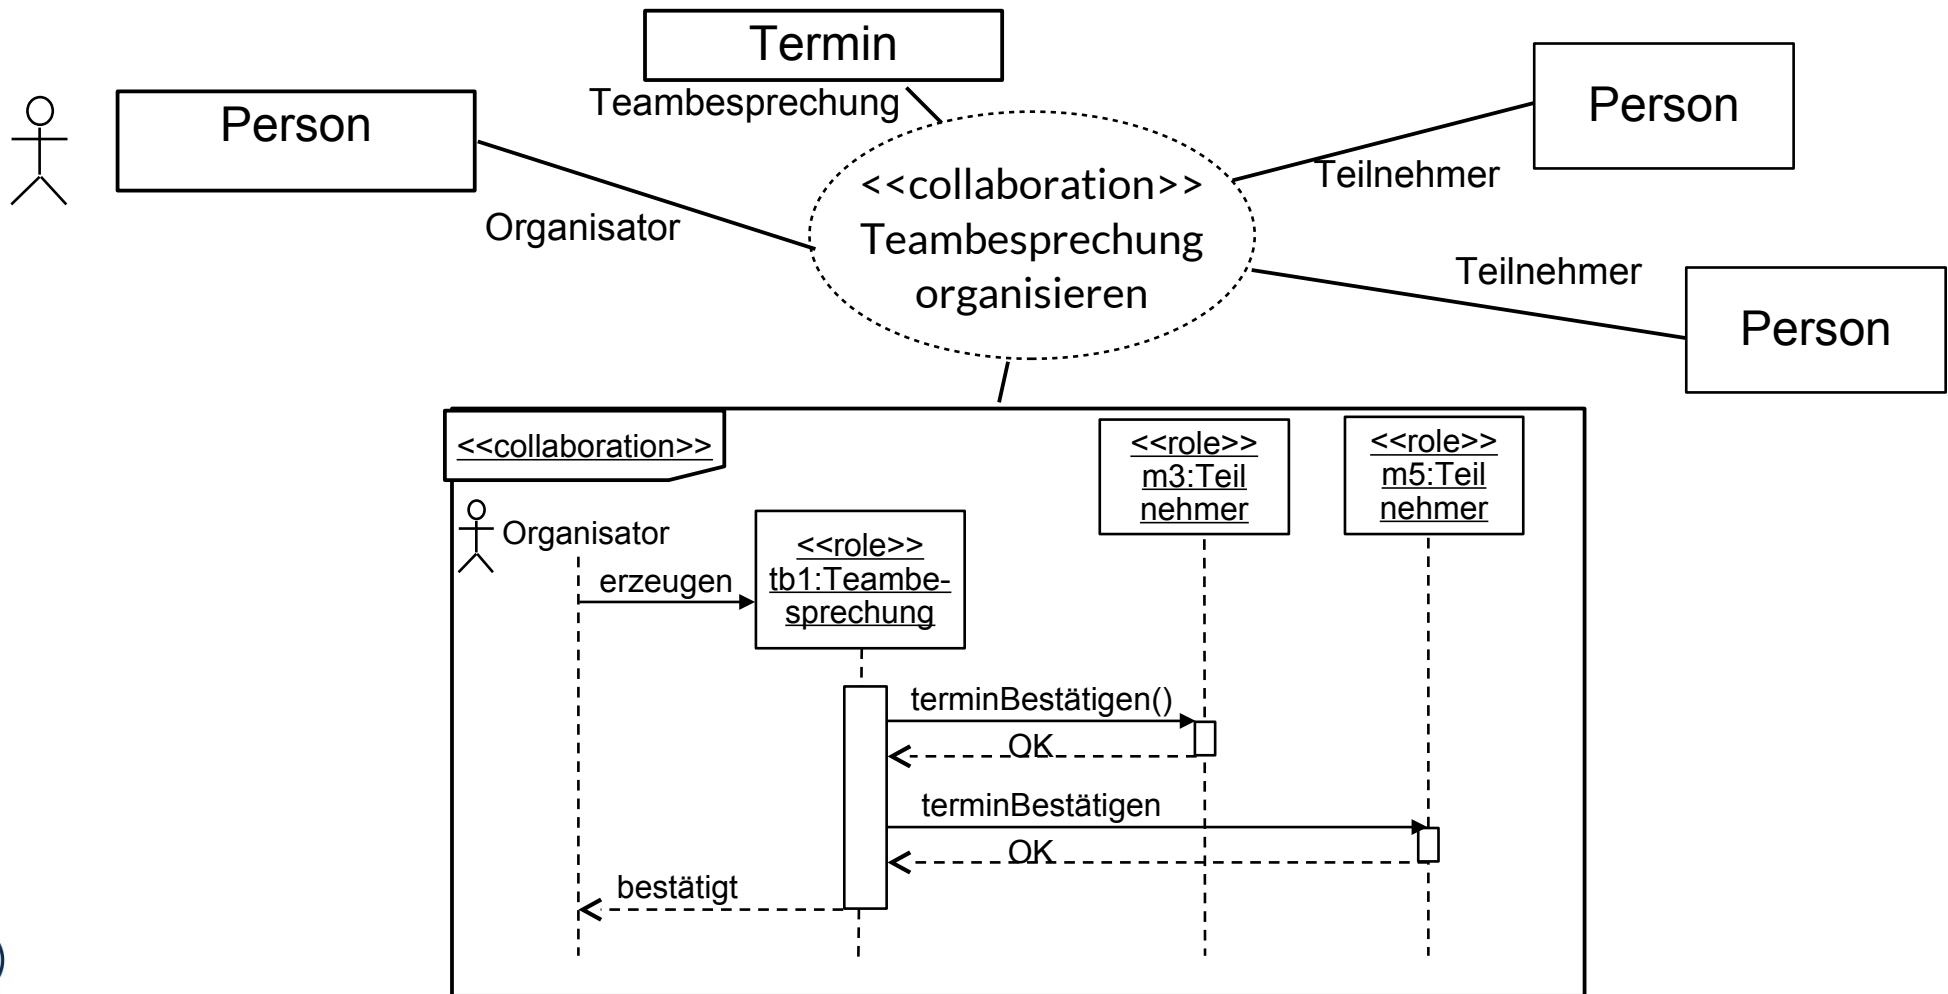 Termin
Teambesprechung
Person
Person
<<collaboration>>
Teambesprechung
organisieren
Teilnehmer
Organisator
Teilnehmer
Person
<<collaboration>>
<<role>>
m3:Teil
nehmer
<<role>>
m5:Teil
nehmer
Organisator
<<role>>
tb1:Teambe-
sprechung
erzeugen
terminBestätigen()
OK
terminBestätigen
OK
bestätigt